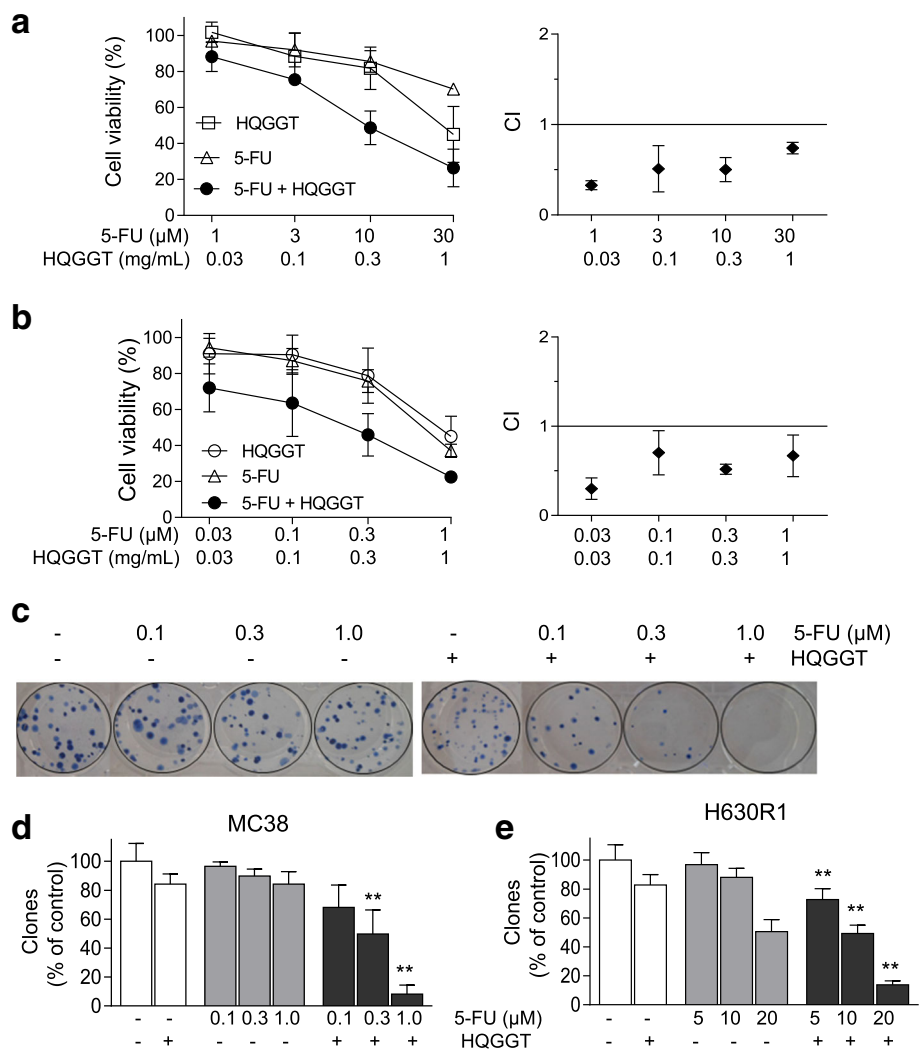 a
Cell viability (%)
100
80
60
40
20
0
HQGGT
5-FU
5-FU + HQGGT
5-FU (µM) 1 3 10 30
HQGGT (mg/mL) 0.03 0.1 0.3 1
CI
2
1
0
1 3 10 30
0.03 0.1 0.3 1
b
Cell viability (%)
100
80
60
40
20
0
HQGGT
5-FU
5-FU + HQGGT
5-FU (µM) 0.03 0.1 0.3 1
HQGGT (mg/mL) 0.03 0.1 0.3 1
CI
2
1
0
0.03 0.1 0.3 1
0.03 0.1 0.3 1
c
- 0.1 0.3 1.0 - 0.1 0.3 1.0 5-FU (µM)
- - - - + + + + HQGGT
d
MC38
Clones
(% of control)
100
80
60
40
20
0
**
**
- - 0.1 0.3 1.0 0.1 0.3 1.0 5-FU (µM)
- + - - - + + + HQGGT
e
H630R1
Clones
(% of control)
100
80
60
40
20
0
**
**
**
- - 5 10 20 5 10 20
- + - - - + + +